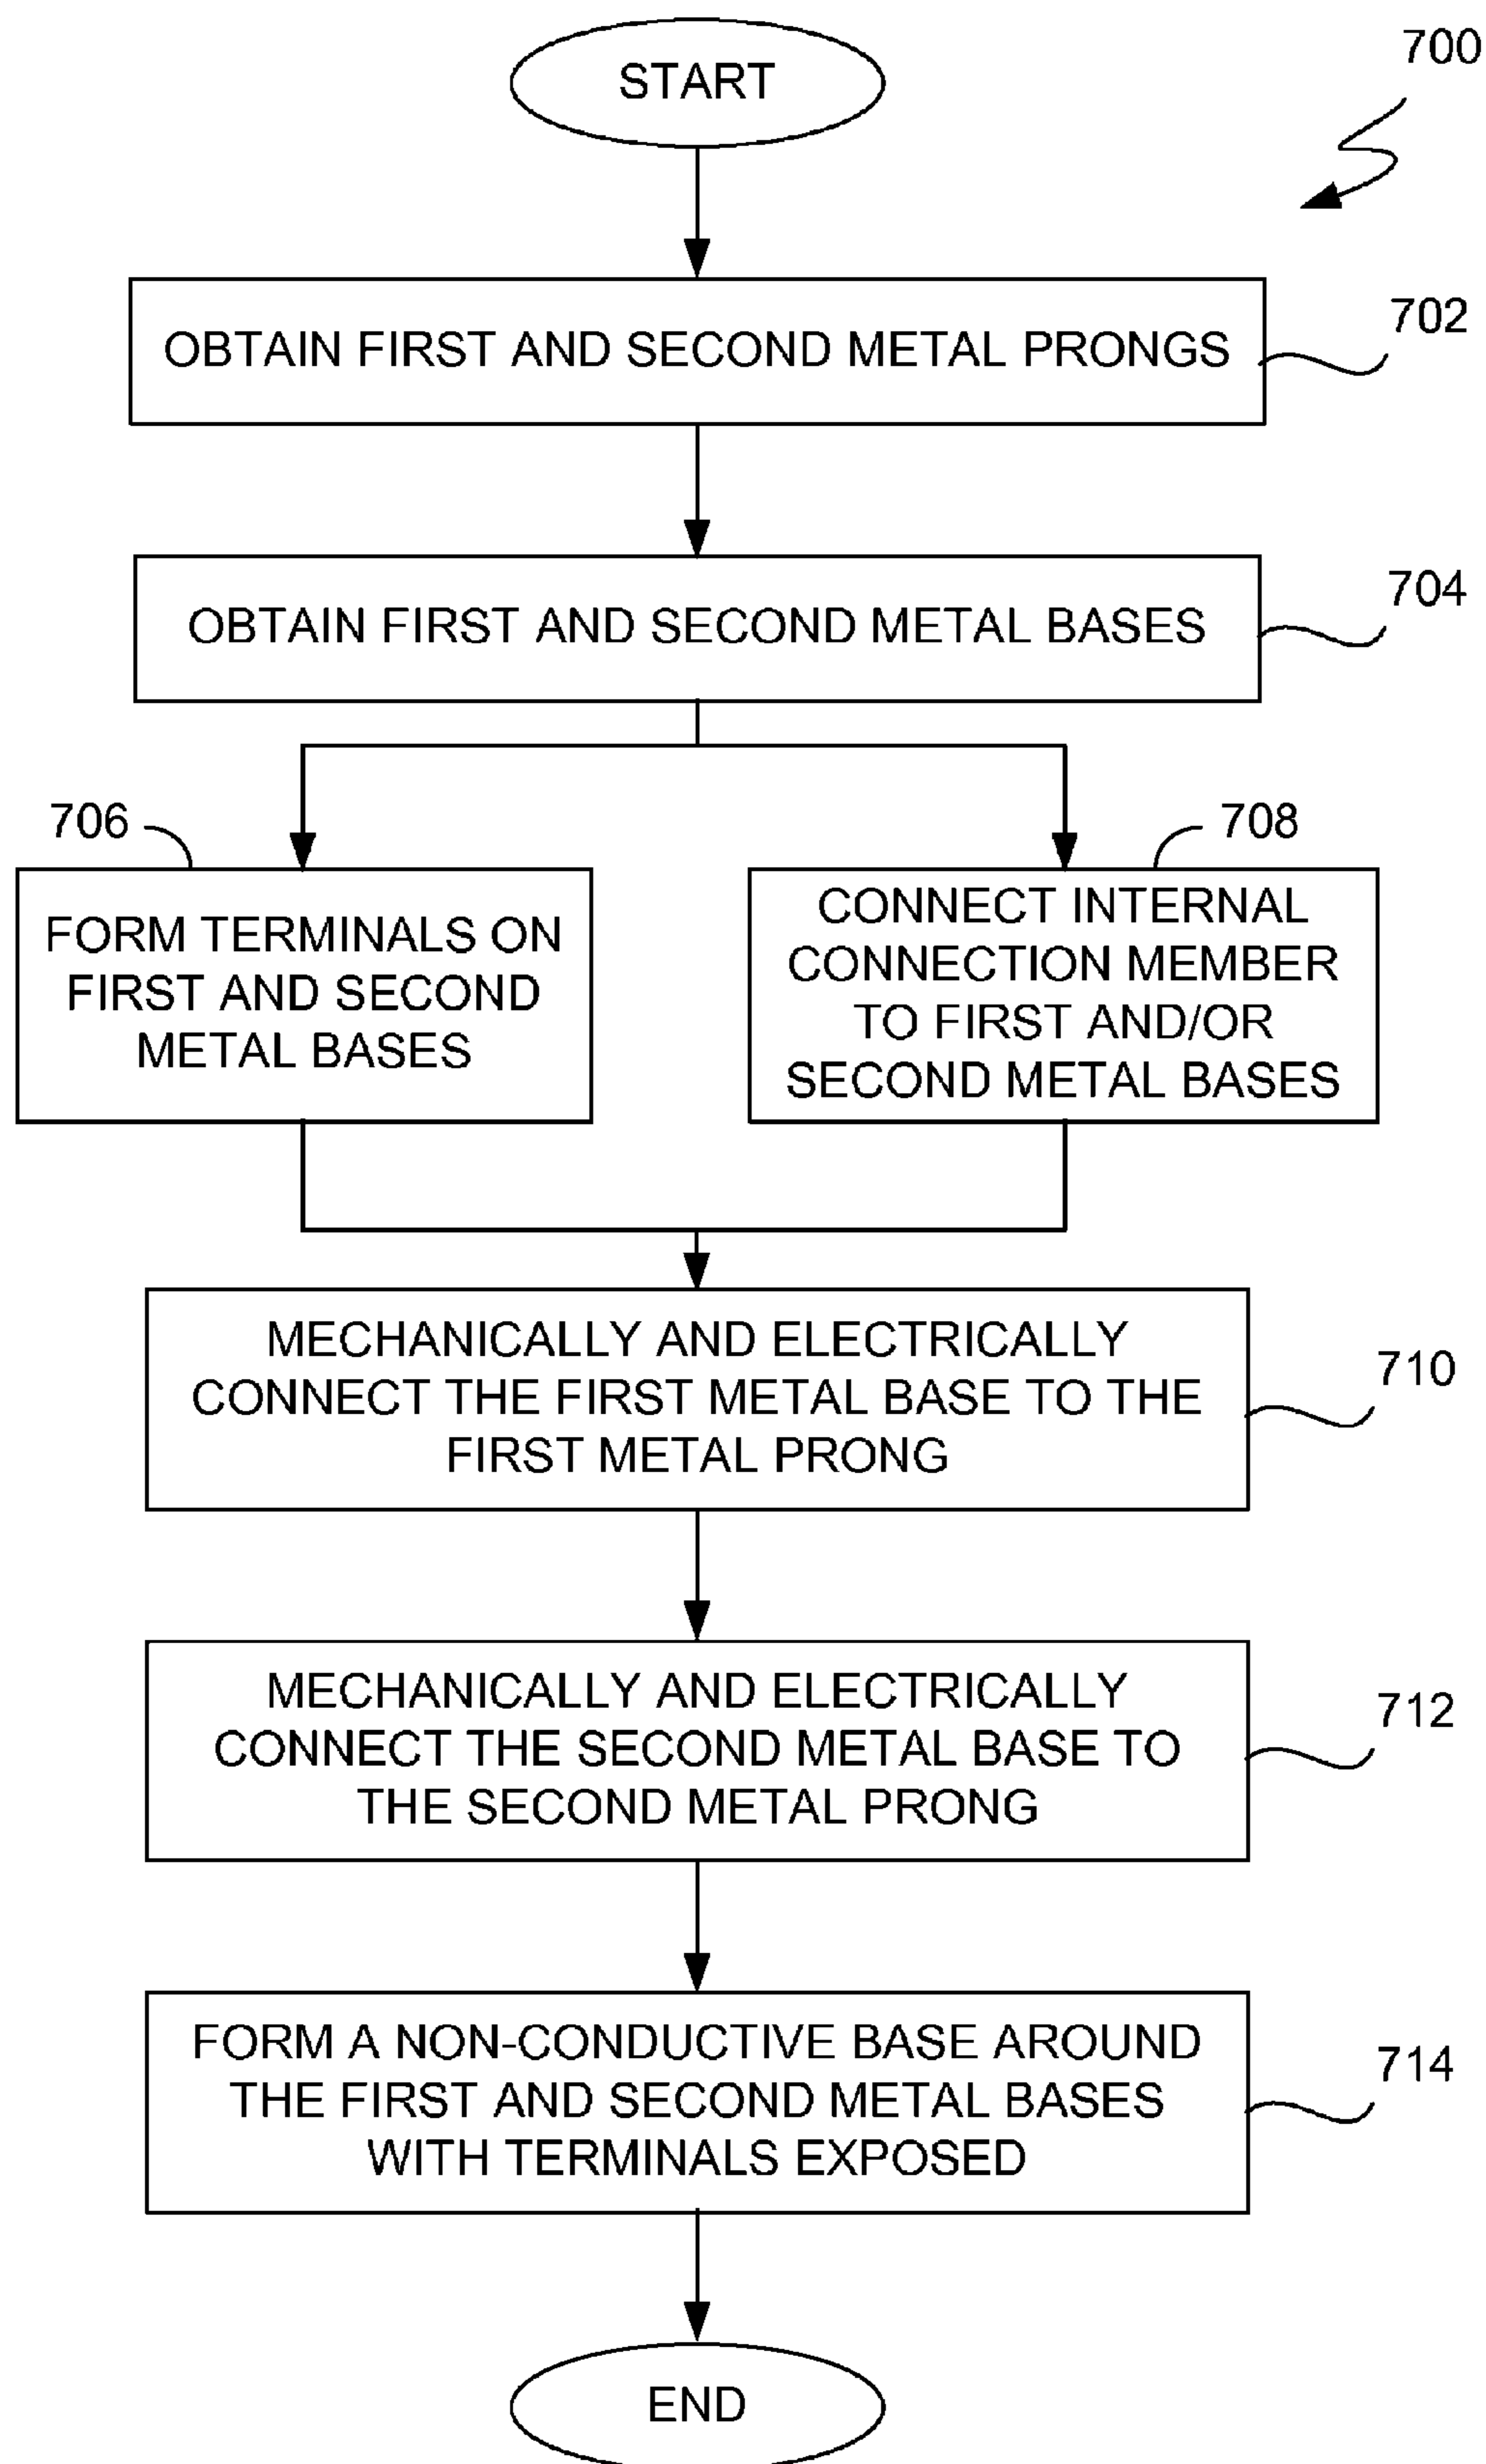 START
700
OBTAIN FIRST AND SECOND METAL PRONGS
702
OBTAIN FIRST AND SECOND METAL BASES
704
706
FORM TERMINALS ON
FIRST AND SECOND
METAL BASES
708
CONNECT INTERNAL
CONNECTION MEMBER
TO FIRST AND/OR
SECOND METAL BASES
MECHANICALLY AND ELECTRICALLY
CONNECT THE FIRST METAL BASE TO THE
FIRST METAL PRONG
710
MECHANICALLY AND ELECTRICALLY
CONNECT THE SECOND METAL BASE TO
THE SECOND METAL PRONG
712
FORM A NON-CONDUCTIVE BASE AROUND
THE FIRST AND SECOND METAL BASES
WITH TERMINALS EXPOSED
714
END